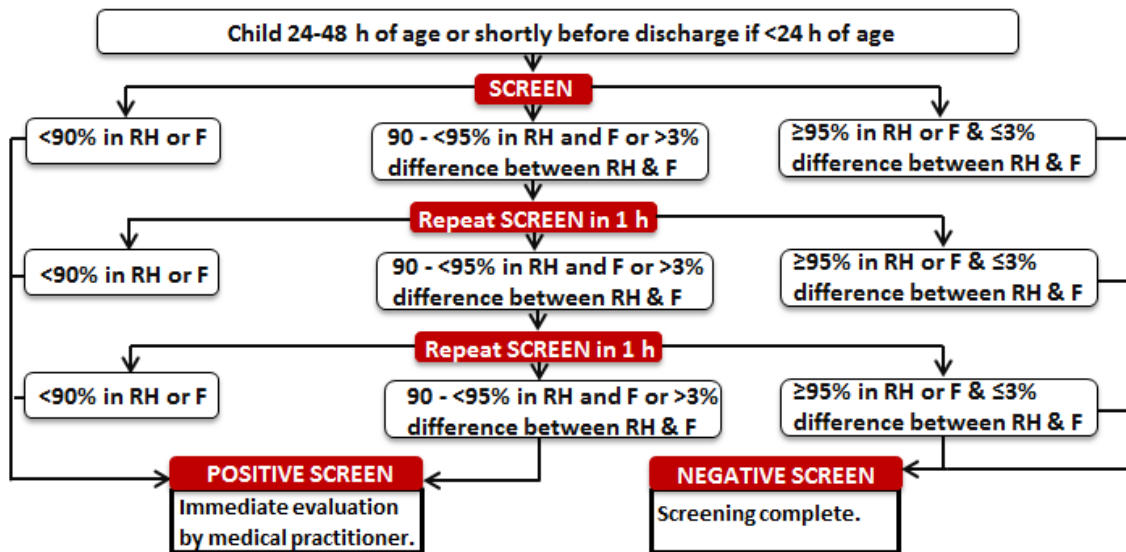 Child 24-48 h of age or shortly before discharge if <24 h of age
SCREEN
<90% in RH or F
90 - <95% in RH and F or >3%
difference between RH & F
≥95% in RH or F & ≤3%
difference between RH & F
Repeat SCREEN in 1 h
<90% in RH or F
90 - <95% in RH and F or >3%
difference between RH & F
≥95% in RH or F & ≤3%
difference between RH & F
Repeat SCREEN in 1 h
<90% in RH or F
90 - <95% in RH and F or >3%
difference between RH & F
≥95% in RH or F & ≤3%
difference between RH & F
POSITIVE SCREEN
Immediate evaluation
by medical practitioner.
NEGATIVE SCREEN
Screening complete.